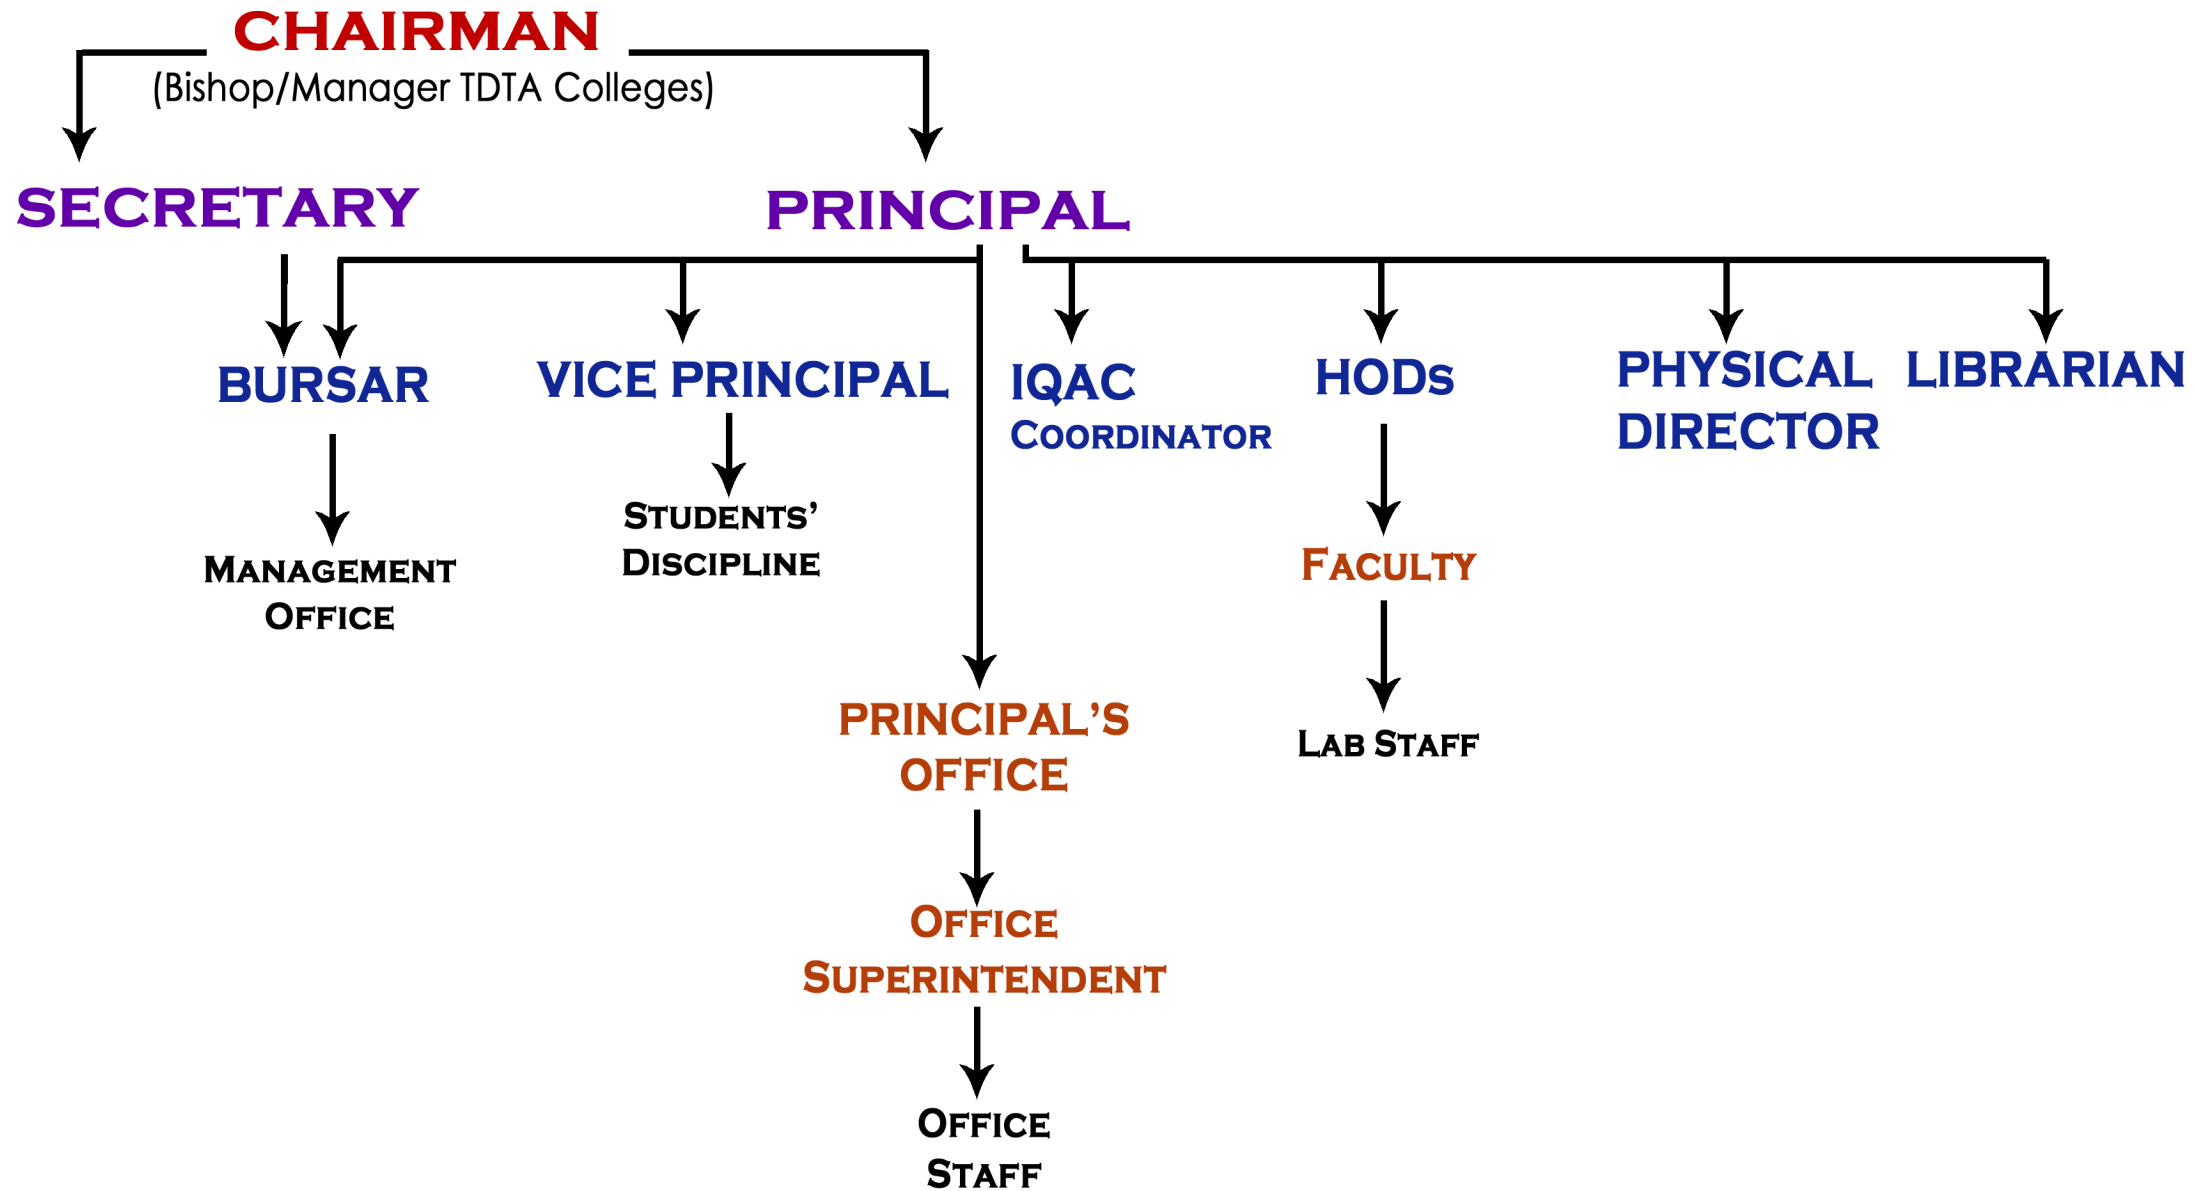 CHAIRMAN
(Bishop/Manager TDTA Colleges)
SECRETARY
PRINCIPAL
BURSAR
VICE PRINCIPAL
IQAC
COORDINATOR
HODs
PHYSICAL
DIRECTOR
LIBRARIAN
MANAGEMENT
OFFICE
STUDENTS’
DISCIPLINE
FACULTY
LAB STAFF
PRINCIPAL’S
OFFICE
OFFICE
SUPERINTENDENT
OFFICE
STAFF